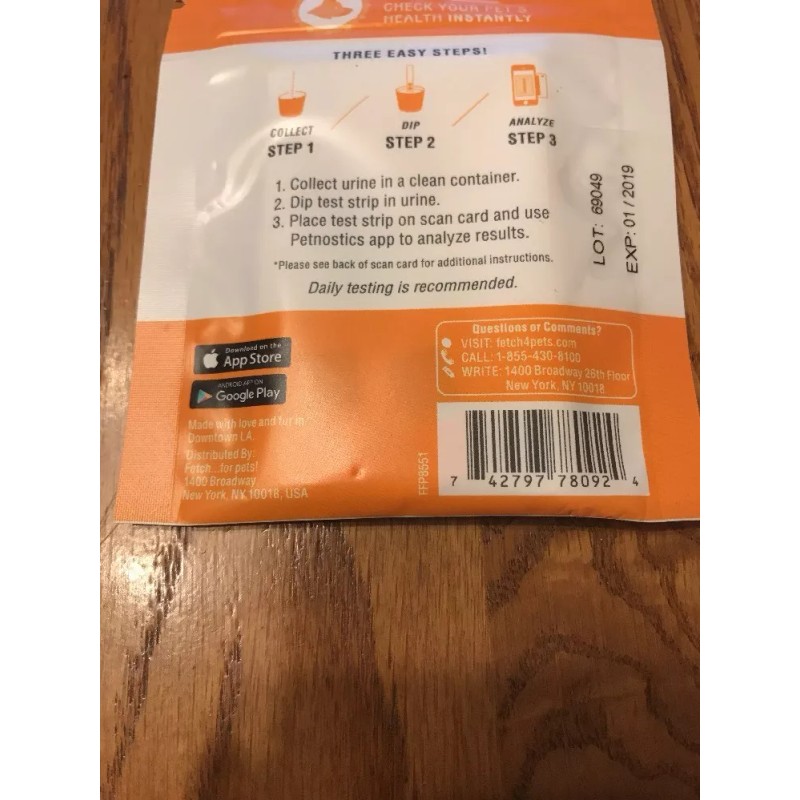 CHECK YOUR PET'S
HEALTH INSTANTLY
THREE EASY STEPS!
COLLECT
STEP 1
DIP
STEP 2
ANALYZE
STEP 3
1. Collect urine in a clean container.
2. Dip test strip in urine.
3. Place test strip on scan card and use
Petnostics app to analyze results.
*Please see back of scan card for additional instructions.
Daily testing is recommended.
LOT: 69049
EXP: 01 / 2019
Download on the
App Store
ANDROID APP ON
Google Play
Made with love and fur in
Downtown LA.
Distributed By:
Fetch...for pets!
1400 Broadway
New York, NY 10018, USA
Questions or Comments?
VISIT: fetch4pets.com
CALL: 1-855-430-8100
WRITE: 1400 Broadway 26th Floor
New York, NY 10018
FFP8551
7 42797 78092 4